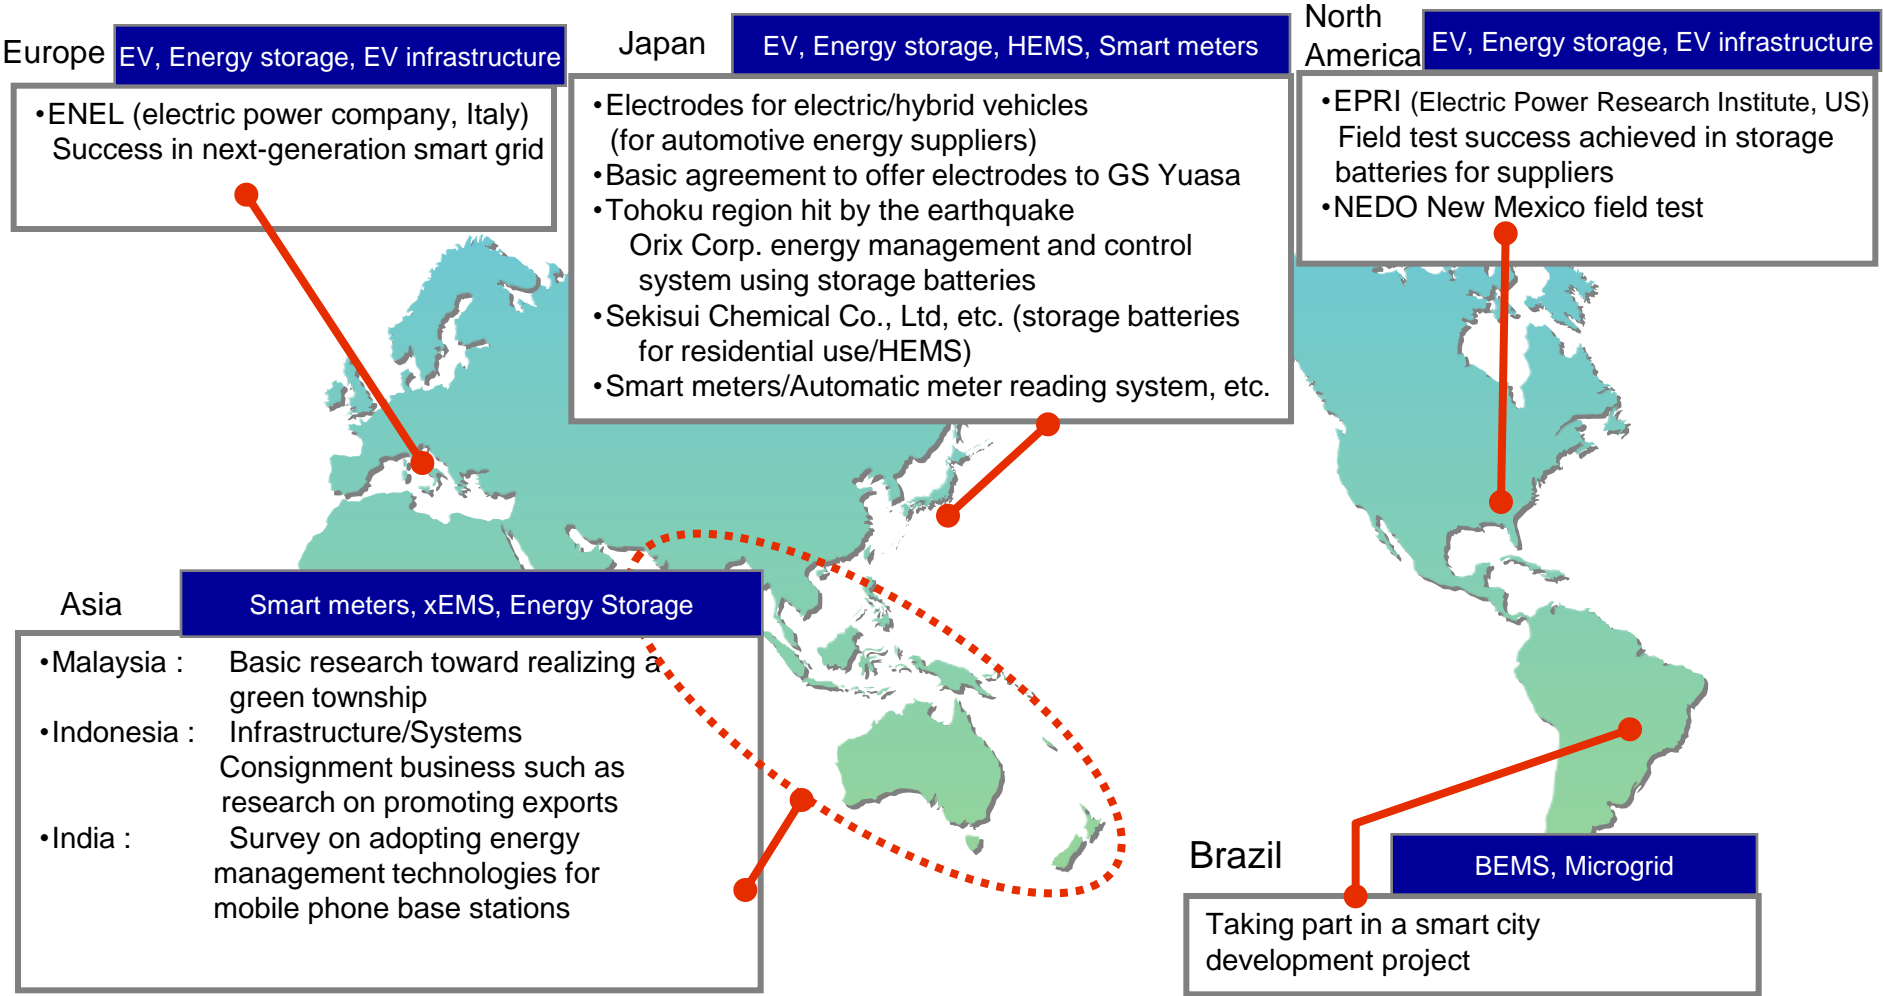 Europe
EV, Energy storage, EV infrastructure
•ENEL (electric power company, Italy)
Success in next-generation smart grid
Japan
EV, Energy storage, HEMS, Smart meters
•Electrodes for electric/hybrid vehicles
(for automotive energy suppliers)
•Basic agreement to offer electrodes to GS Yuasa
•Tohoku region hit by the earthquake
Orix Corp. energy management and control
system using storage batteries
•Sekisui Chemical Co., Ltd, etc. (storage batteries
for residential use/HEMS)
•Smart meters/Automatic meter reading system, etc.
North
America
EV, Energy storage, EV infrastructure
•EPRI (Electric Power Research Institute, US)
Field test success achieved in storage
batteries for suppliers
•NEDO New Mexico field test
Asia
Smart meters, xEMS, Energy Storage
•Malaysia : Basic research toward realizing a
green township
•Indonesia : Infrastructure/Systems
Consignment business such as
research on promoting exports
•India : Survey on adopting energy
management technologies for
mobile phone base stations
Brazil
BEMS, Microgrid
Taking part in a smart city
development project